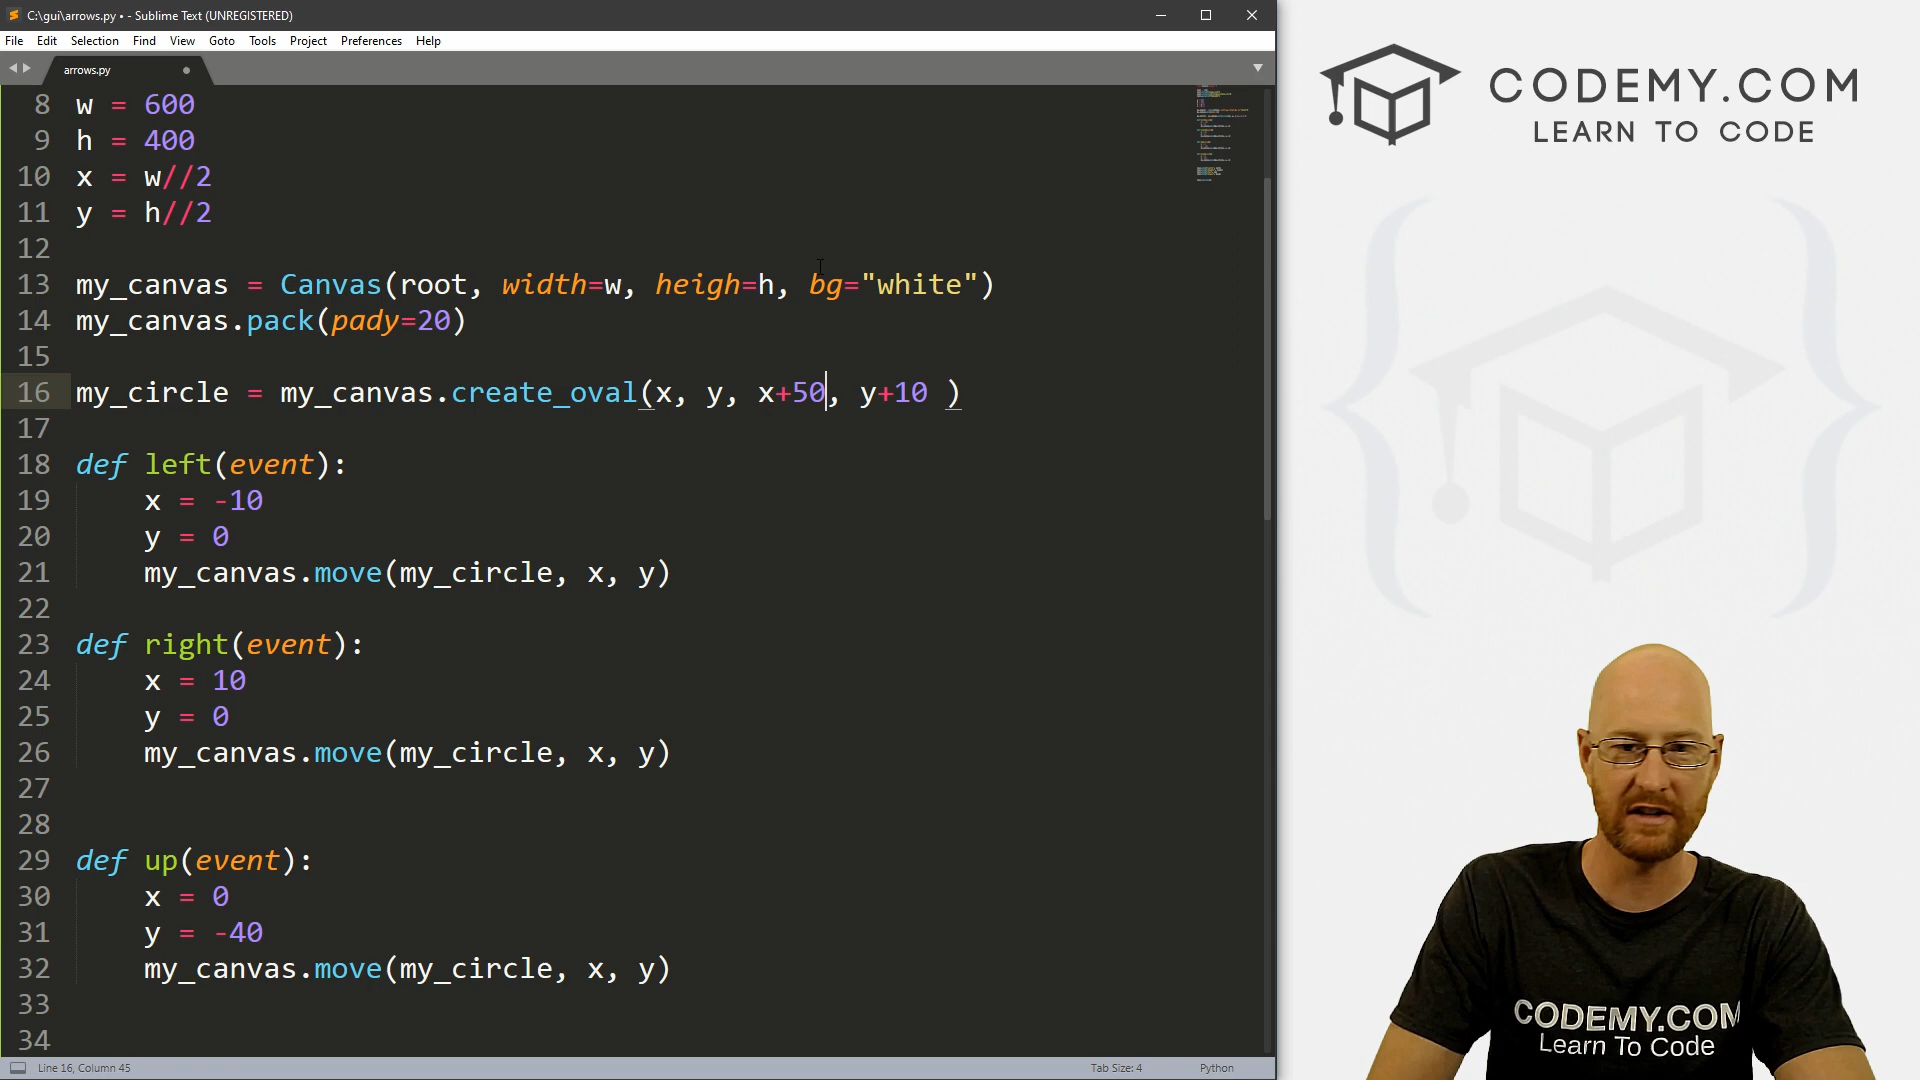 C:\gui\arrows.py • - Sublime Text (UNREGISTERED)
File Edit Selection Find View Goto Tools Project Preferences Help
arrows.py
8 w = 600
9 h = 400
10 x = w//2
11 y = h//2
12
13 my_canvas = Canvas(root, width=w, heigh=h, bg="white")
14 my_canvas.pack(pady=20)
15
16 my_circle = my_canvas.create_oval(x, y, x+50, y+10 )
17
18 def left(event):
19 x = -10
20 y = 0
21 my_canvas.move(my_circle, x, y)
22
23 def right(event):
24 x = 10
25 y = 0
26 my_canvas.move(my_circle, x, y)
27
28
29 def up(event):
30 x = 0
31 y = -40
32 my_canvas.move(my_circle, x, y)
33
34
Line 16, Column 45
Tab Size: 4
Python
CODEMY.COM
LEARN TO CODE
CODEMY.COM
Learn To Code